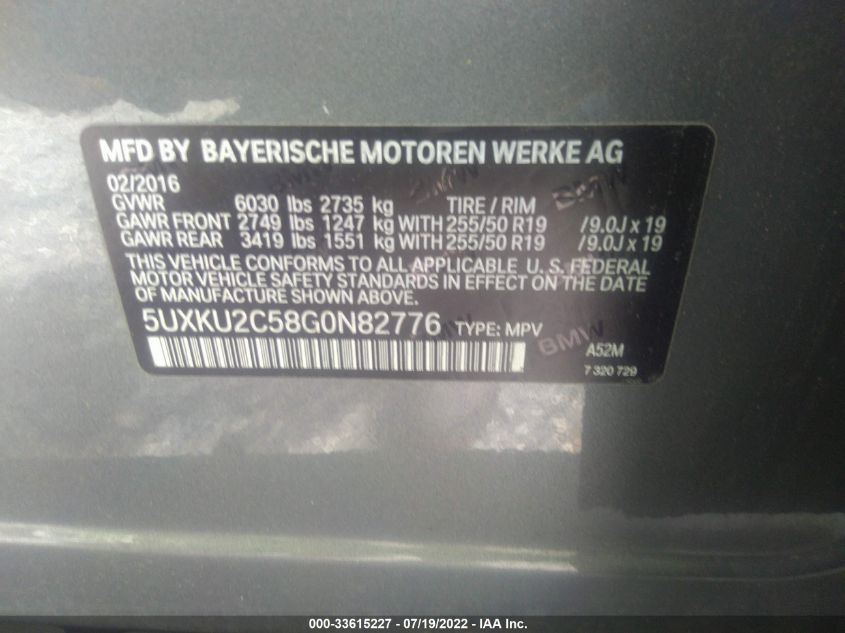 MFD BY BAYERISCHE MOTOREN WERKE AG
02/2016
GVWR 6030 lbs 2735 kg TIRE / RIM
GAWR FRONT 2749 lbs 1247 kg WITH 255/50 R19 /9.0J x 19
GAWR REAR 3419 lbs 1551 kg WITH 255/50 R19 /9.0J x 19
THIS VEHICLE CONFORMS TO ALL APPLICABLE U.S. FEDERAL
MOTOR VEHICLE SAFETY STANDARDS IN EFFECT ON THE DATE
OF MANUFACTURE SHOWN ABOVE.
5UXKU2C58G0N82776 TYPE: MPV
BMW
A52M
7 320 729
000-33615227 - 07/19/2022 - IAA Inc.